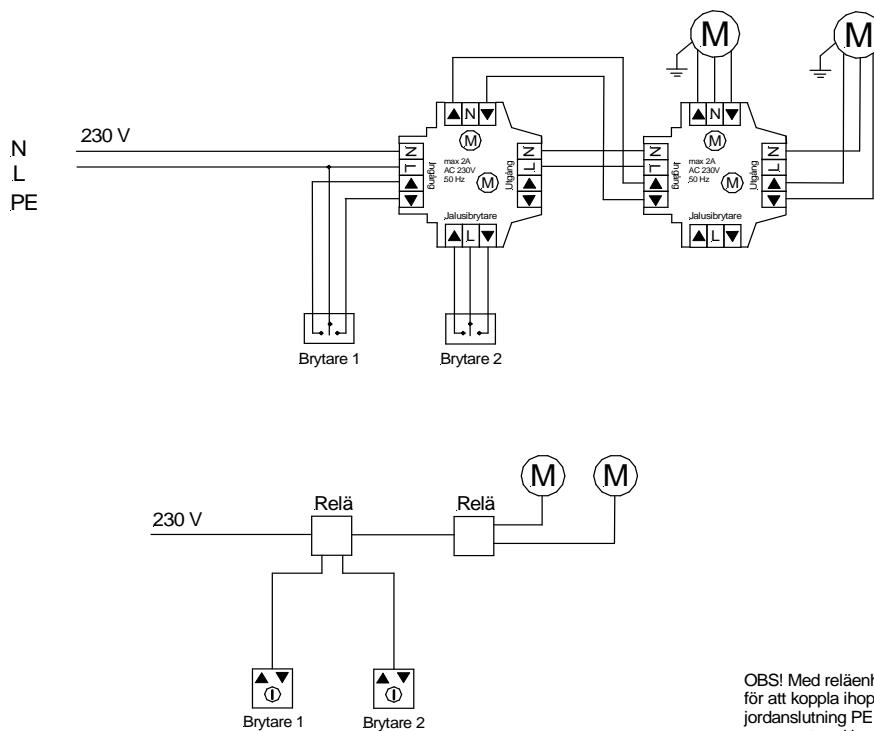 M
M
N
N
230 V
N
L
PE
N
L
Ingång
max 2A
AC 230V
50 Hz
M
M
Utgång
N
L
Jalusibrytare
L
N
L
Ingång
max 2A
AC 230V
50 Hz
M
M
Utgång
N
L
Jalusibrytare
L
Brytare 1
Brytare 2
M
M
Relä
Relä
230 V
Brytare 1
Brytare 2
OBS! Med reläenh
för att koppla ihop
jordanslutning PE